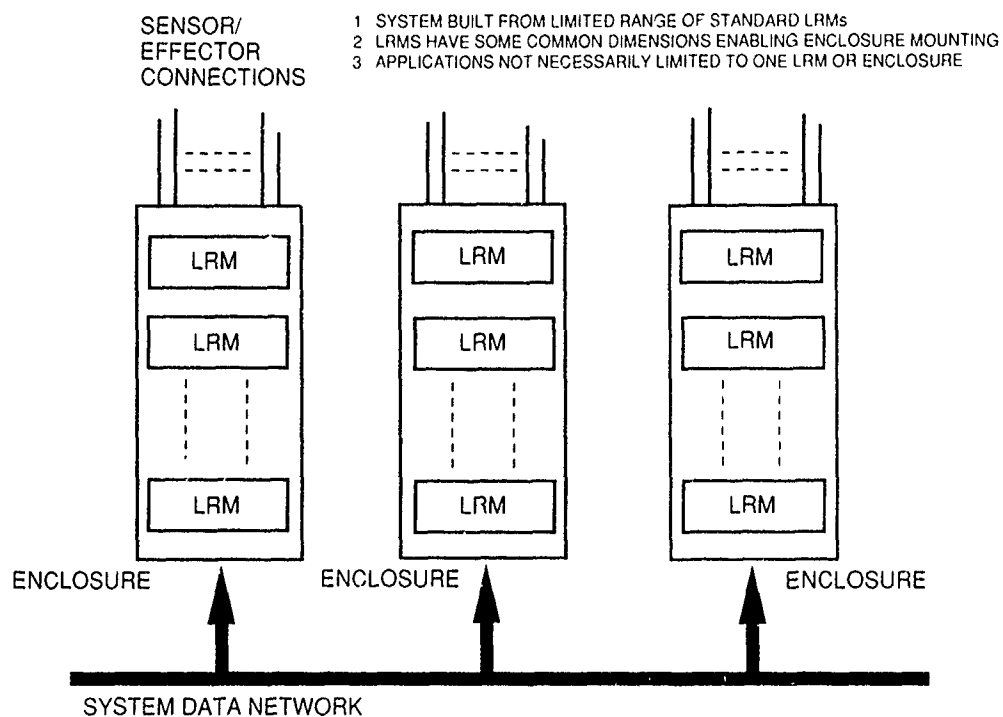 SENSOR/
EFFECTOR
CONNECTIONS
1 SYSTEM BUILT FROM LIMITED RANGE OF STANDARD LRMs
2 LRMS HAVE SOME COMMON DIMENSIONS ENABLING ENCLOSURE MOUNTING
3 APPLICATIONS NOT NECESSARILY LIMITED TO ONE LRM OR ENCLOSURE
LRM
LRM
LRM
LRM
LRM
LRM
LRM
LRM
LRM
ENCLOSURE
ENCLOSURE
ENCLOSURE
SYSTEM DATA NETWORK